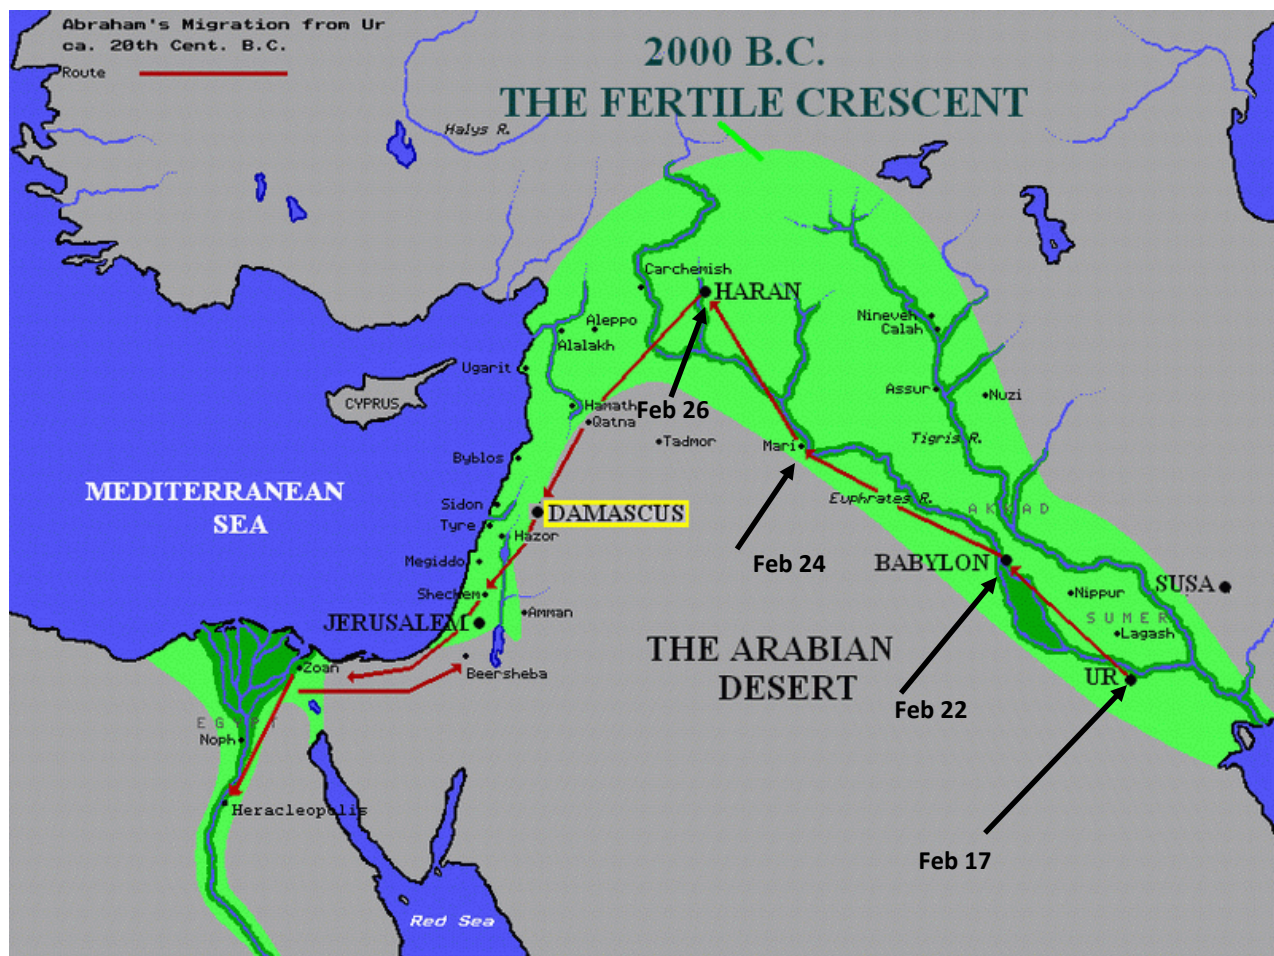 Abraham's Migration from Ur
ca. 20th Cent. B.C.
Route
2000 B.C.
THE FERTILE CRESCENT
Halys R.
Carchemish
HARAN
Nineveh
Calah
Aleppo
Alalakh
Ugarit
CYPRUS
Assur
Nuzi
Hamath
Feb 26
Qatna
Tadmor
Mari
Tigris R.
Byblos
MEDITERRANEAN
SEA
Euphrates R.
Sidon
AKKAD
DAMASCUS
Tyre
Hazor
Megiddo
Feb 24
BABYLON
SUSA
Shechem
Nippur
Amman
JERUSALEM
SUMER
Lagash
THE ARABIAN
DESERT
Zoan
Beersheba
UR
Feb 22
EGYPT
Noph
Heracleopolis
Feb 17
Red Sea